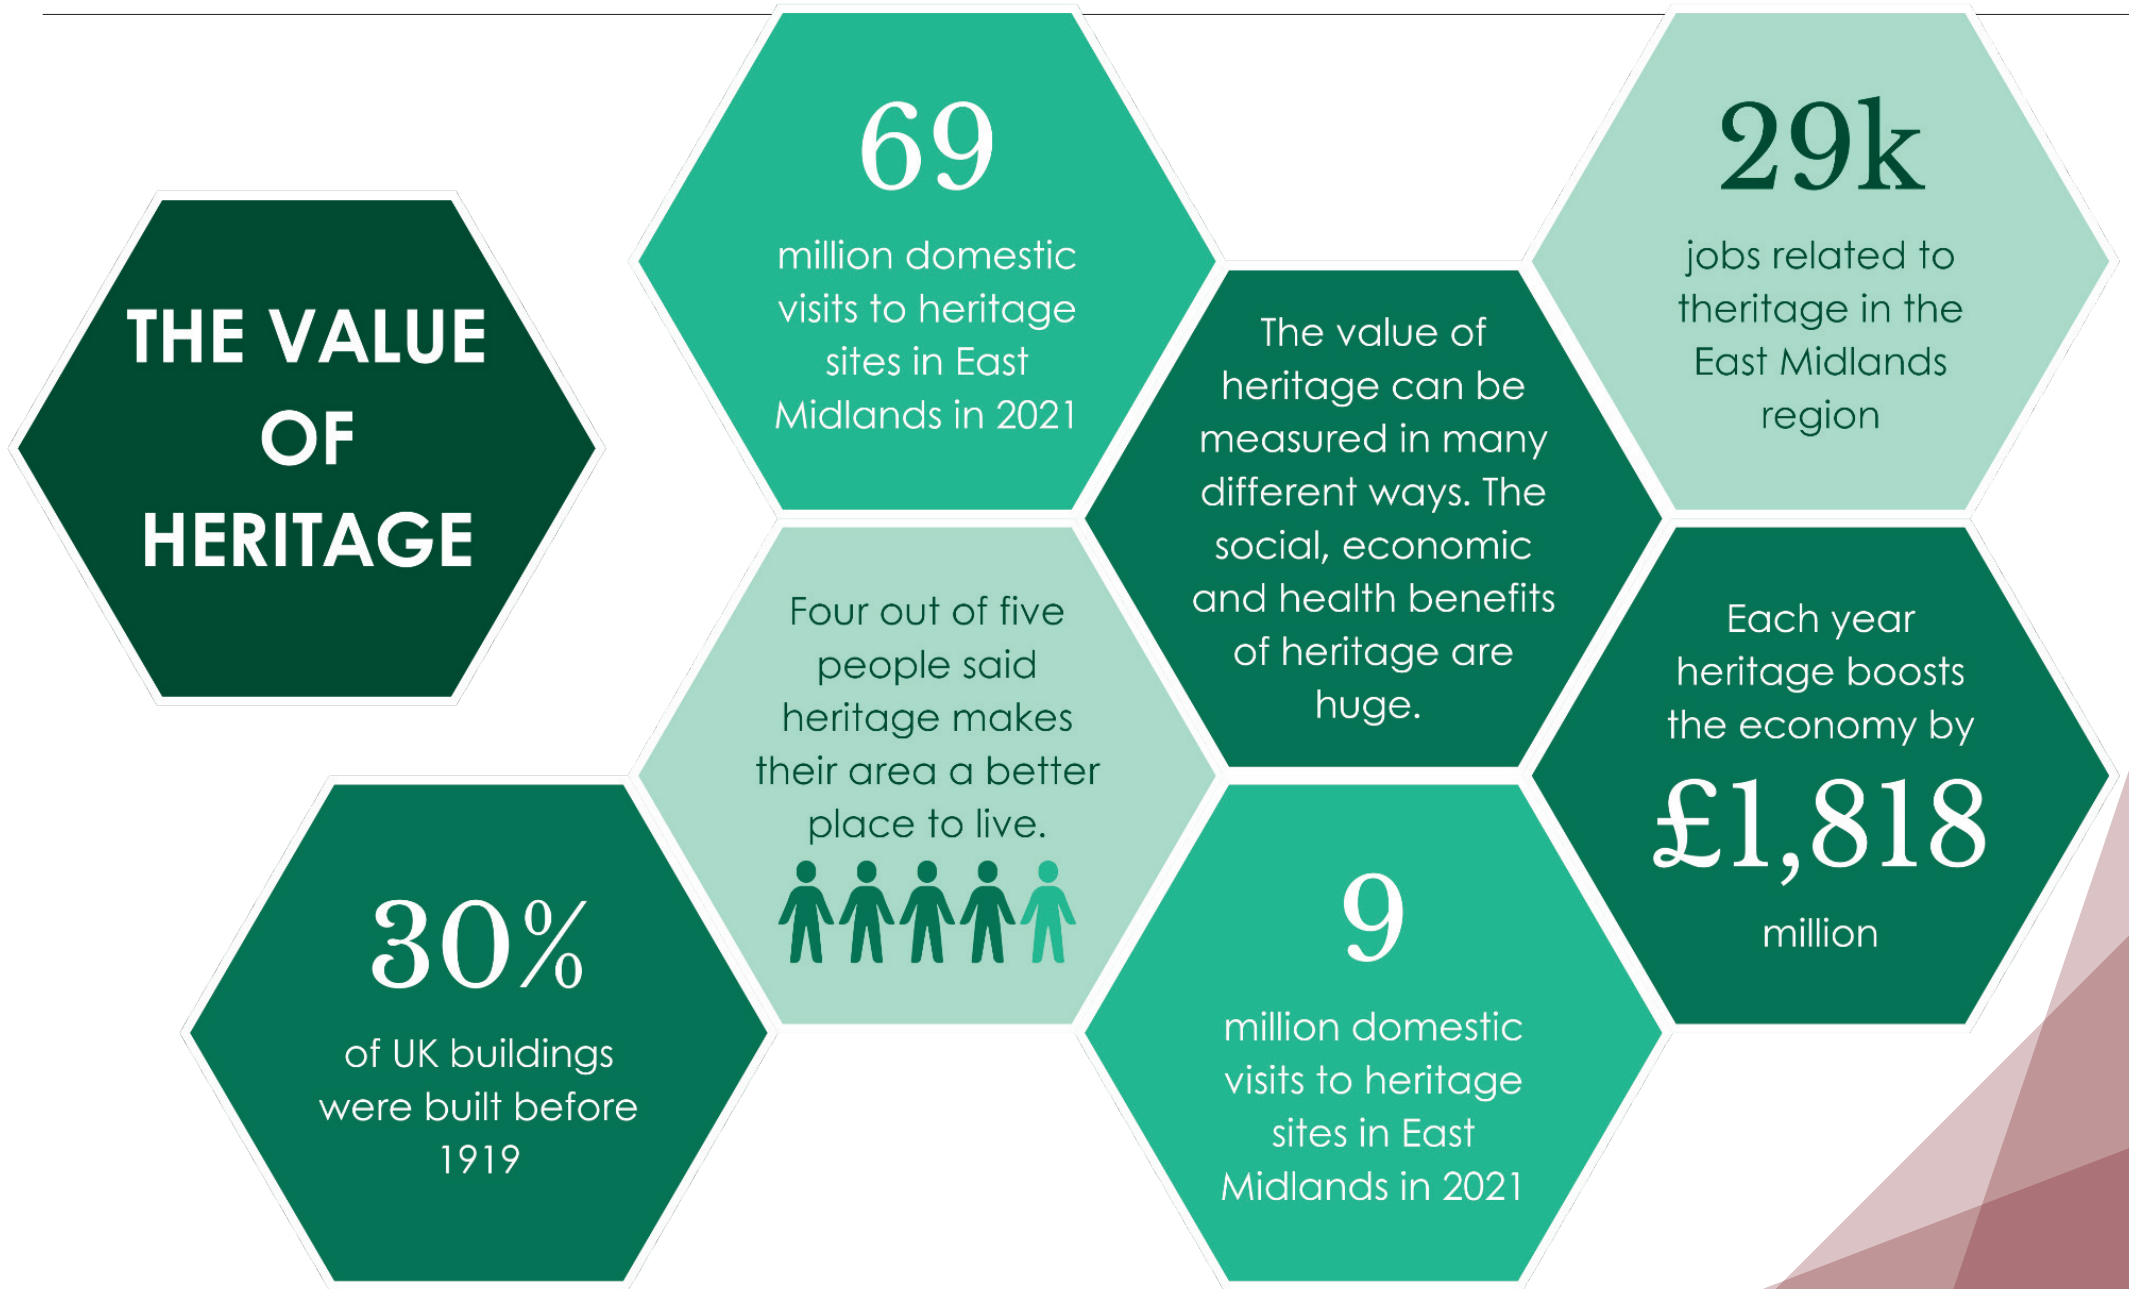 THE VALUE
OF
HERITAGE
69
million domestic
visits to heritage
sites in East
Midlands in 2021
29k
jobs related to
theritage in the
East Midlands
region
The value of
heritage can be
measured in many
different ways. The
social, economic
and health benefits
of heritage are
huge.
Four out of five
people said
heritage makes
their area a better
place to live.
Each year
heritage boosts
the economy by
£1,818
million
30%
of UK buildings
were built before
1919
9
million domestic
visits to heritage
sites in East
Midlands in 2021